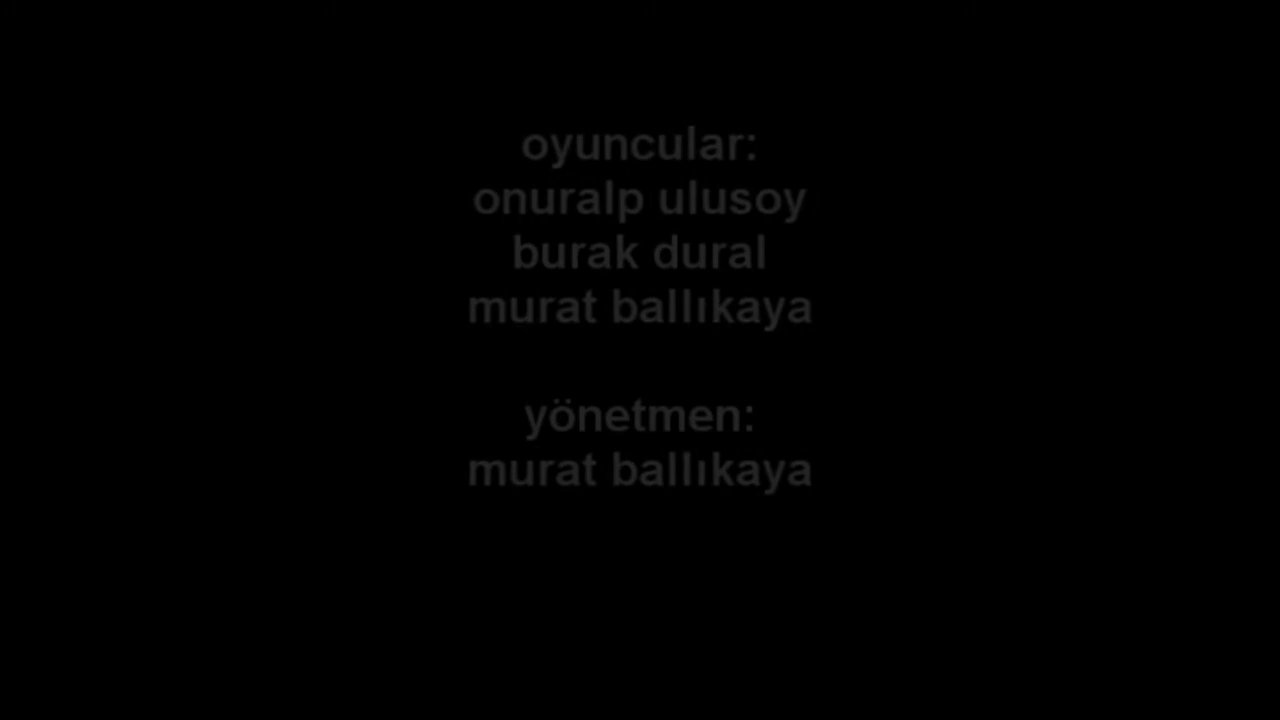 oyuncular:
onuralp ulusoy
burak dural
murat ballıkaya
yönetmen:
murat ballıkaya